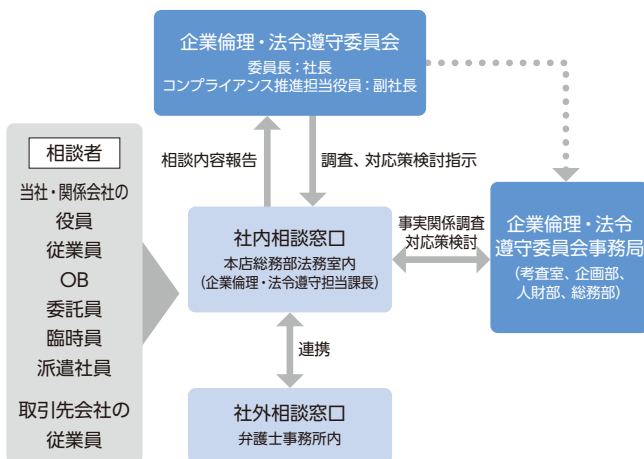 企業倫理・法令遵守委員会
委員長：社長
コンプライアンス推進担当役員：副社長
相談者
当社・関係会社の
役員
従業員
OB
委託員
臨時員
派遣社員
取引先会社の
従業員
相談内容報告
調査、対応策検討指示
社内相談窓口
本店総務部法務室内
（企業倫理・法令遵守担当課長）
事実関係調査
対応策検討
企業倫理・法令
遵守委員会事務局
（考査室、企画部、
人財部、総務部）
連携
社外相談窓口
弁護士事務所内